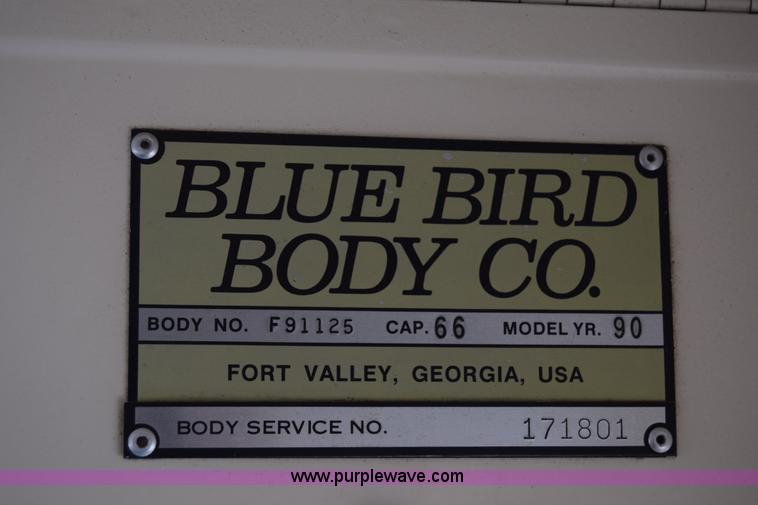 BLUE BIRD
BODY CO.
BODY NO. F91125 CAP. 66 MODEL YR. 90
FORT VALLEY, GEORGIA, USA
BODY SERVICE NO. 171801
www.purplewave.com